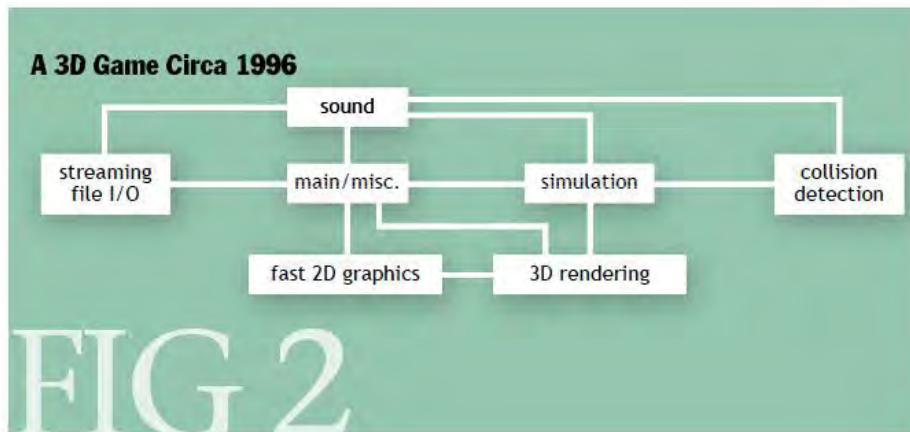 A 3D Game Circa 1996
sound
streaming
file I/O
main/misc.
simulation
collision
detection
fast 2D graphics
3D rendering
FIG 2